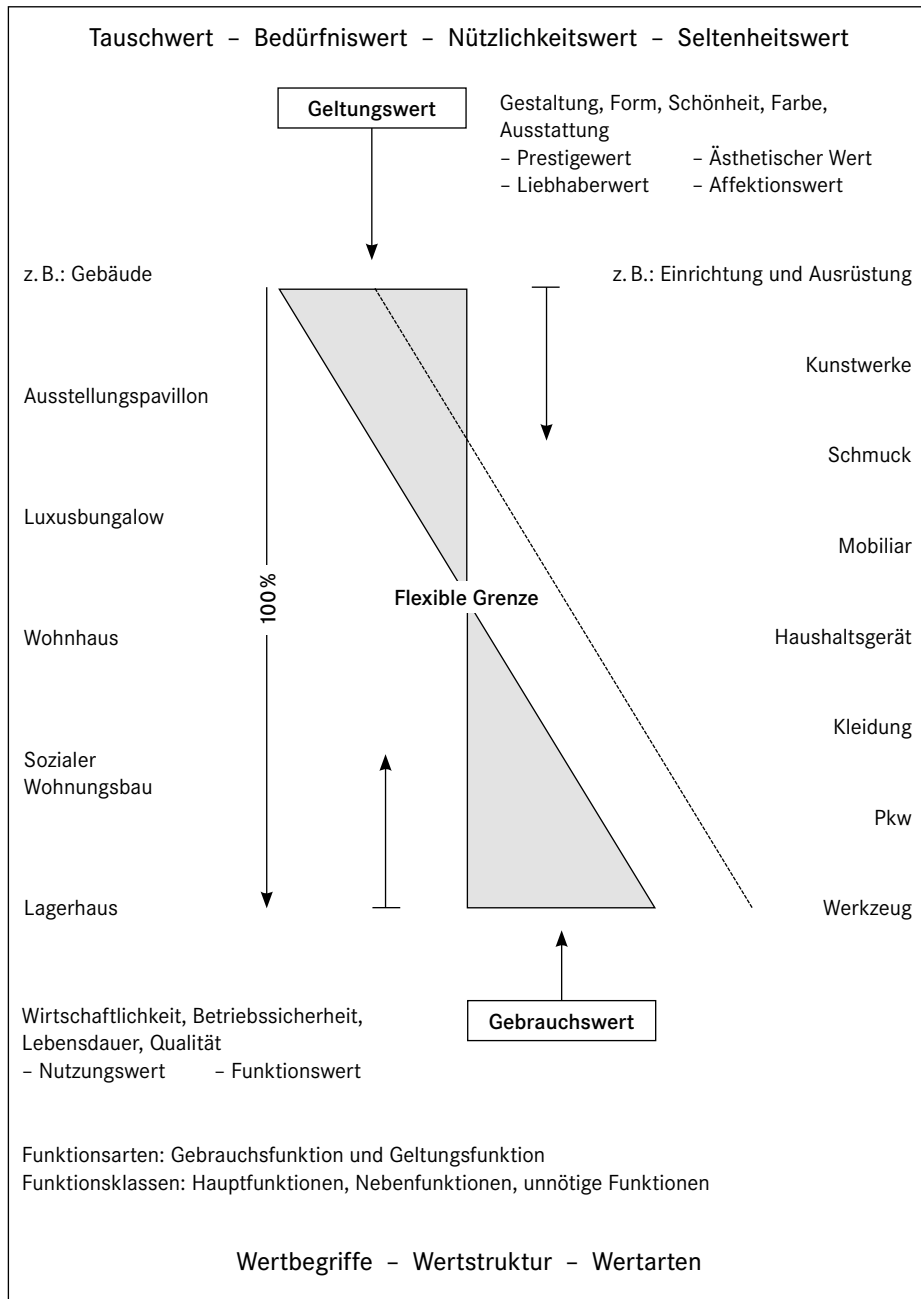 Tauschwert – Bedürfniswert – Nützlichkeitswert – Seltenheitswert
Geltungswert
Gestaltung, Form, Schönheit, Farbe,
Ausstattung
– Prestigewert – Ästhetischer Wert
– Liebhaberwert – Affektionswert
z. B.: Gebäude
z. B.: Einrichtung und Ausrüstung
Kunstwerke
Ausstellungspavillon
Schmuck
Luxusbungalow
Mobiliar
100 %
Flexible Grenze
Wohnhaus
Haushaltsgerät
Kleidung
Sozialer
Wohnungsbau
Pkw
Lagerhaus
Werkzeug
Wirtschaftlichkeit, Betriebssicherheit,
Lebensdauer, Qualität
– Nutzungswert – Funktionswert
Gebrauchswert
Funktionsarten: Gebrauchsfunktion und Geltungsfunktion
Funktionsklassen: Hauptfunktionen, Nebenfunktionen, unnötige Funktionen
Wertbegriffe – Wertstruktur – Wertarten